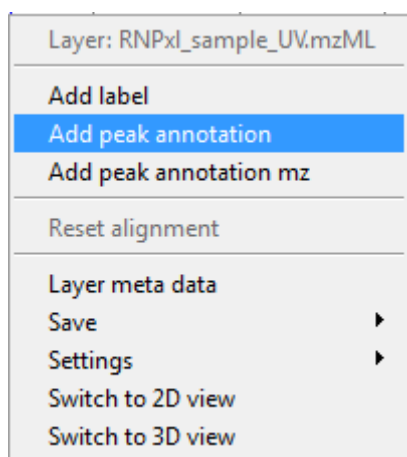 Layer: RNPxl_sample_UV.mzML
Add label
Add peak annotation
Add peak annotation mz
Reset alignment
Layer meta data
Save
Settings
Switch to 2D view
Switch to 3D view